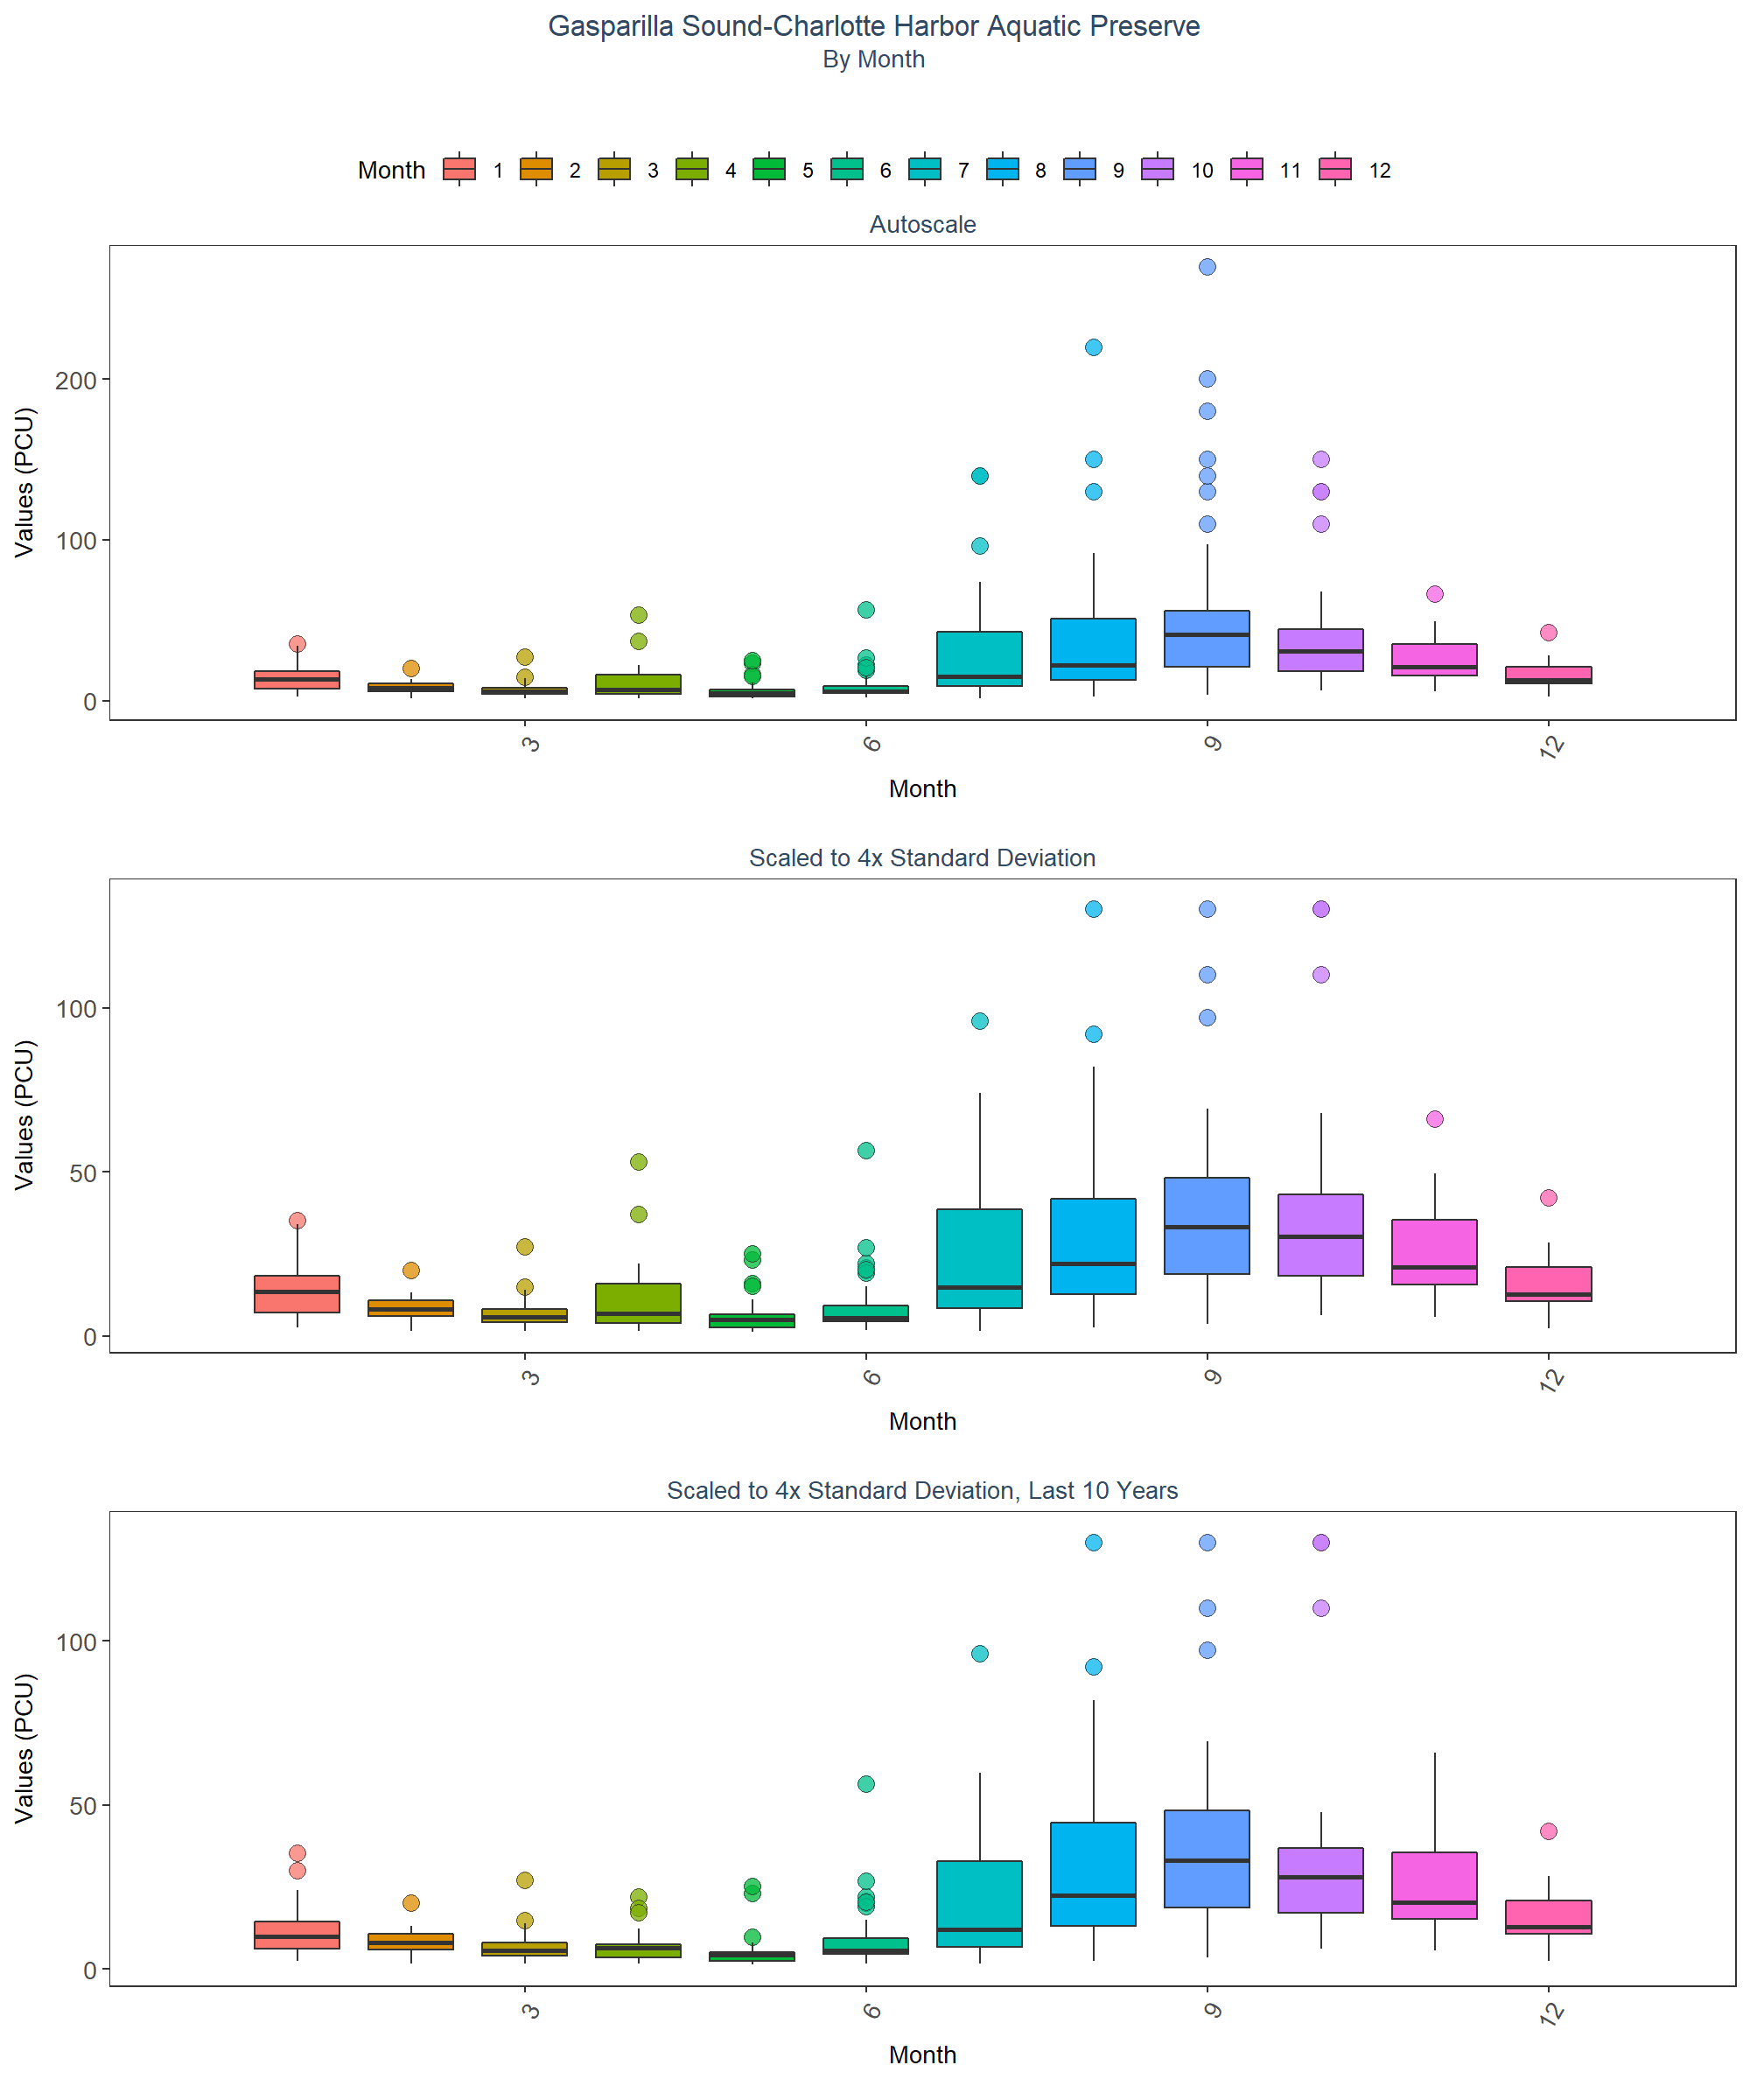 Gasparilla Sound-Charlotte Harbor Aquatic Preserve
By Month
Month 1 2 3 4 5 6 7 8 9 10 11 12
Autoscale
Values (PCU)
200
100
0
3 6 9 12
Month
Scaled to 4x Standard Deviation
Values (PCU)
100
50
0
3 6 9 12
Month
Scaled to 4x Standard Deviation, Last 10 Years
Values (PCU)
100
50
0
3 6 9 12
Month